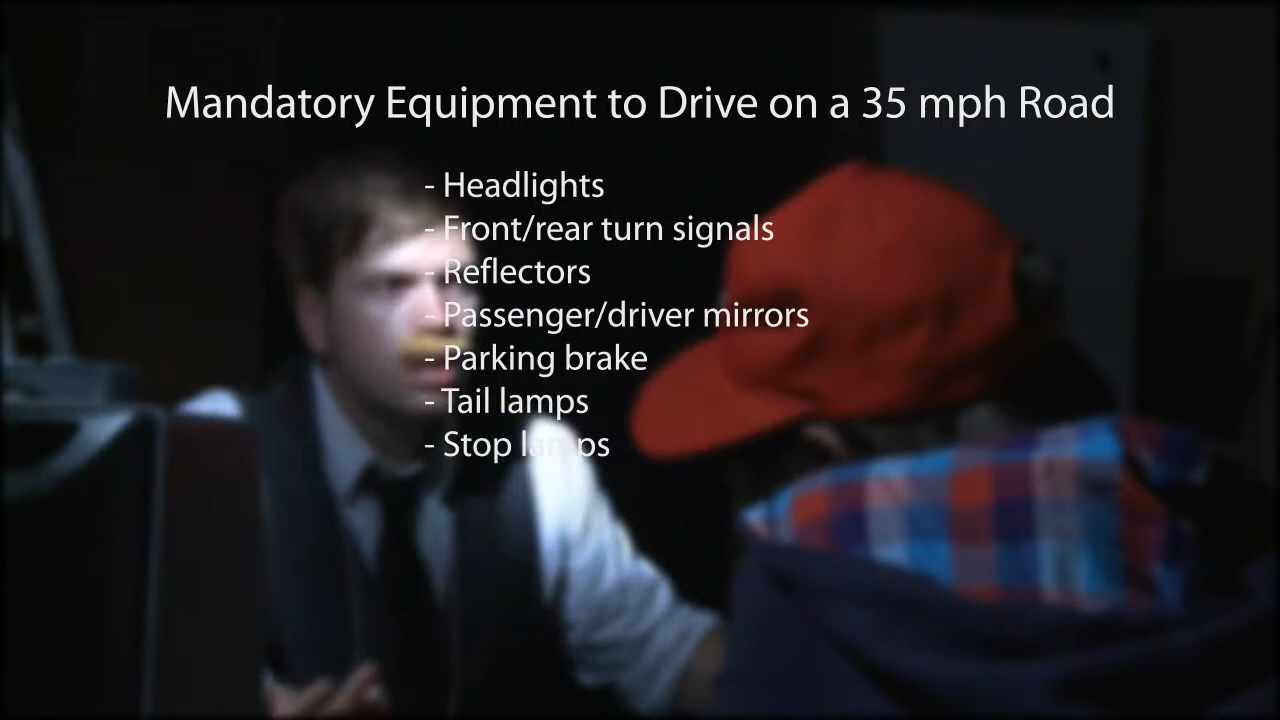 Mandatory Equipment to Drive on a 35 mph Road
- Headlights
- Front/rear turn signals
- Reflectors
- Passenger/driver mirrors
- Parking brake
- Tail lamps
- Stop lamps